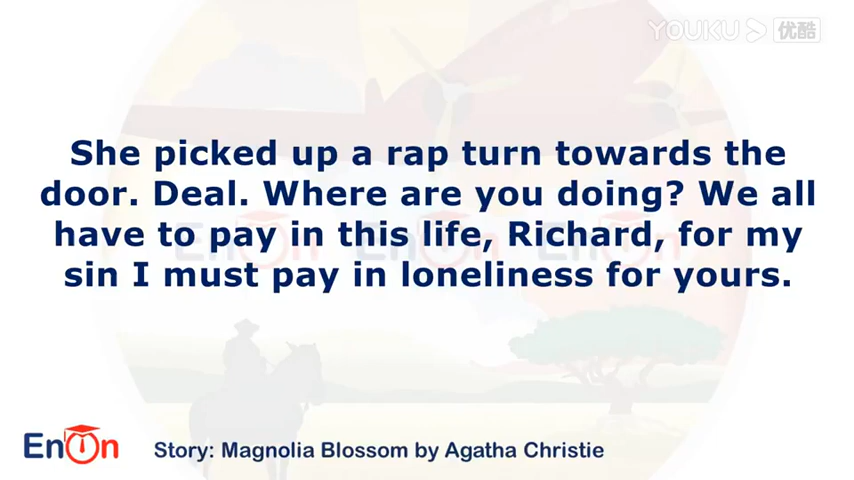 YOUKU 优酷
She picked up a rap turn towards the
door. Deal. Where are you doing? We all
have to pay in this life, Richard, for my
sin I must pay in loneliness for yours.
EnOn
Story: Magnolia Blossom by Agatha Christie